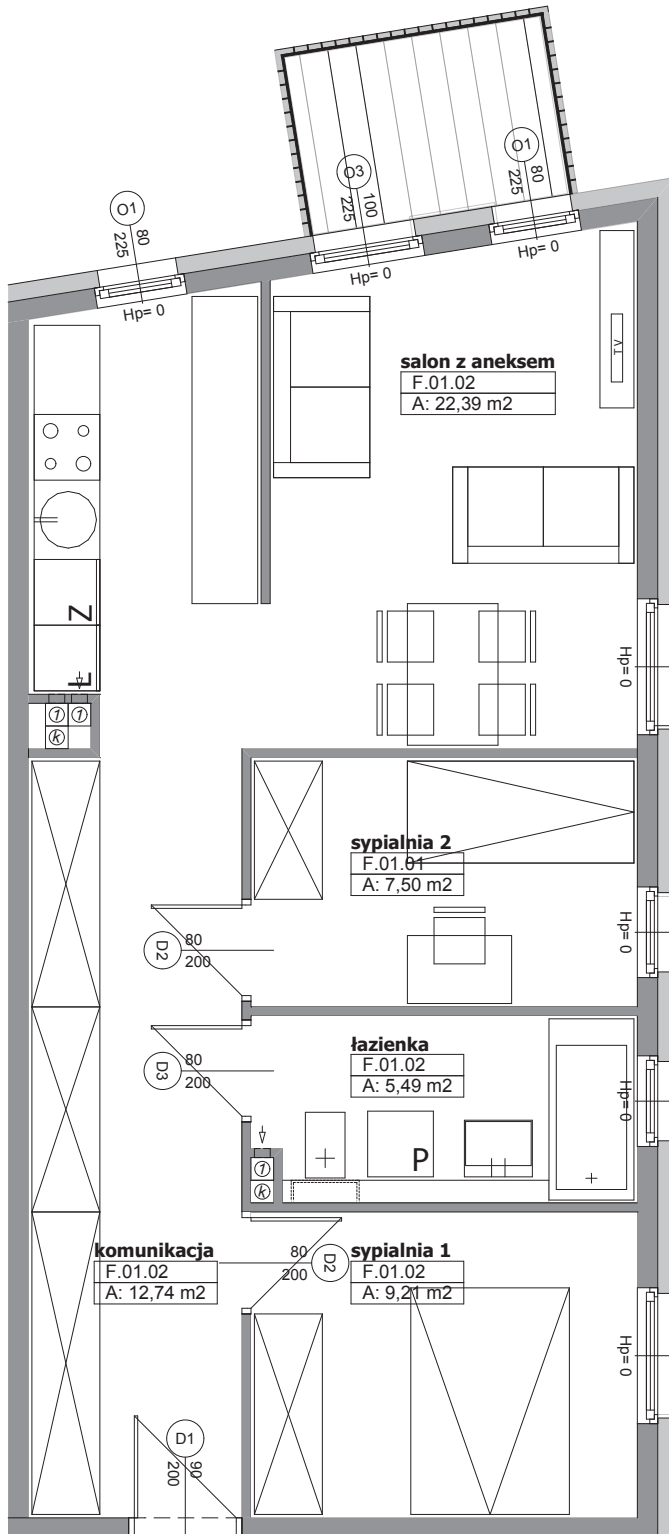 O3
100
225
O1
80
225
O1
80
225
Hp= 0
Hp= 0
Hp= 0
salon z aneksem
F.01.02
A: 22,39 m2
TV
Z
L
Hp= 0
1
1
k
sypialnia 2
F.01.01
A: 7,50 m2
Hp= 0
D2
80
200
łazienka
F.01.02
A: 5,49 m2
Hp= 0
D3
80
200
P
1
k
komunikacja
F.01.02
A: 12,74 m2
80
200
D2
sypialnia 1
F.01.02
A: 9,21 m2
Hp= 0
D1
90
200